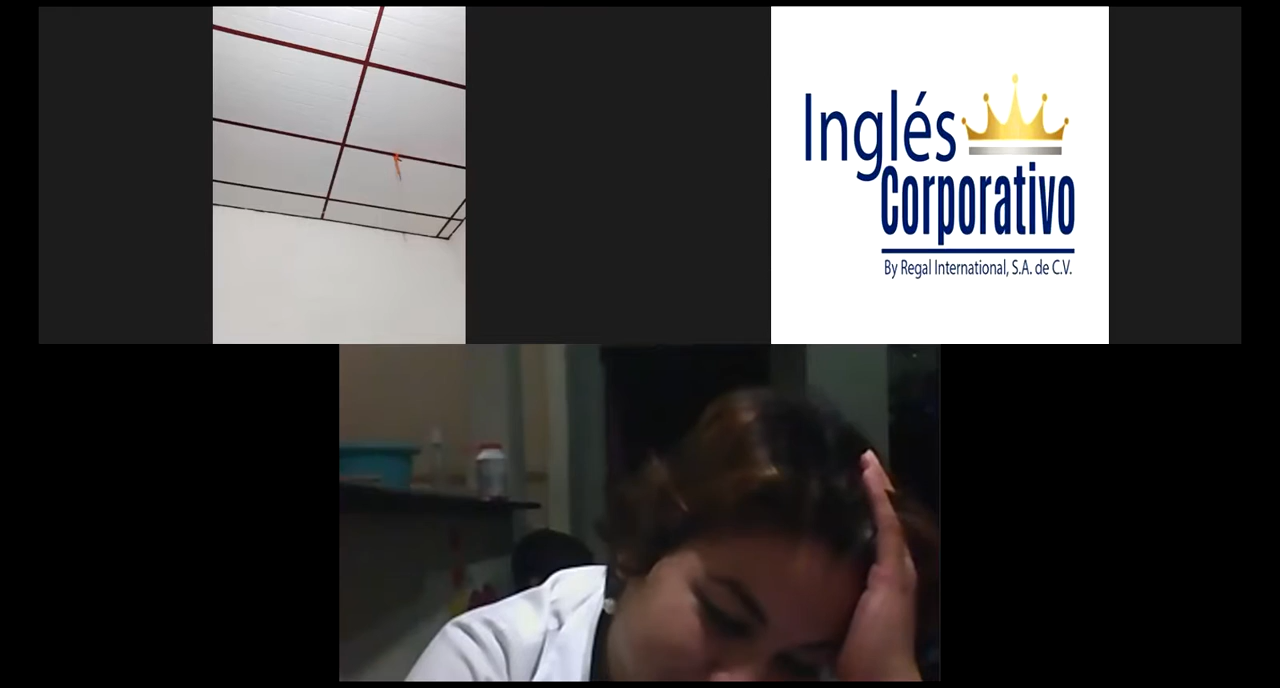 Inglés
Corporativo
By Regal International, S.A. de C.V.